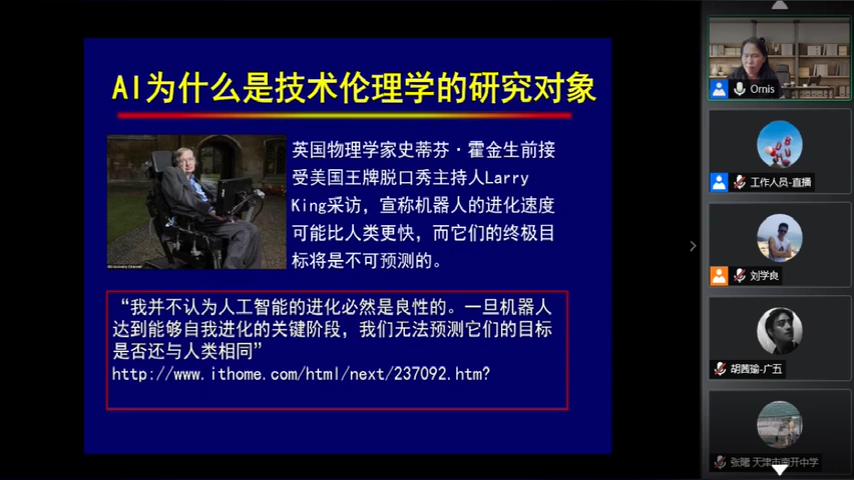 AI为什么是技术伦理学的研究对象
英国物理学家史蒂芬·霍金生前接
受美国王牌脱口秀主持人Larry
King采访，宣称机器人的进化速度
可能比人类更快，而它们的终极目
标将是不可预测的。
“我并不认为人工智能的进化必然是良性的。一旦机器人
达到能够自我进化的关键阶段，我们无法预测它们的目标
是否还与人类相同”
http://www.ithome.com/html/next/237092.htm?
Ornis
工作人员-直播
刘学良
胡茜瑜-广五
天津市南开中学